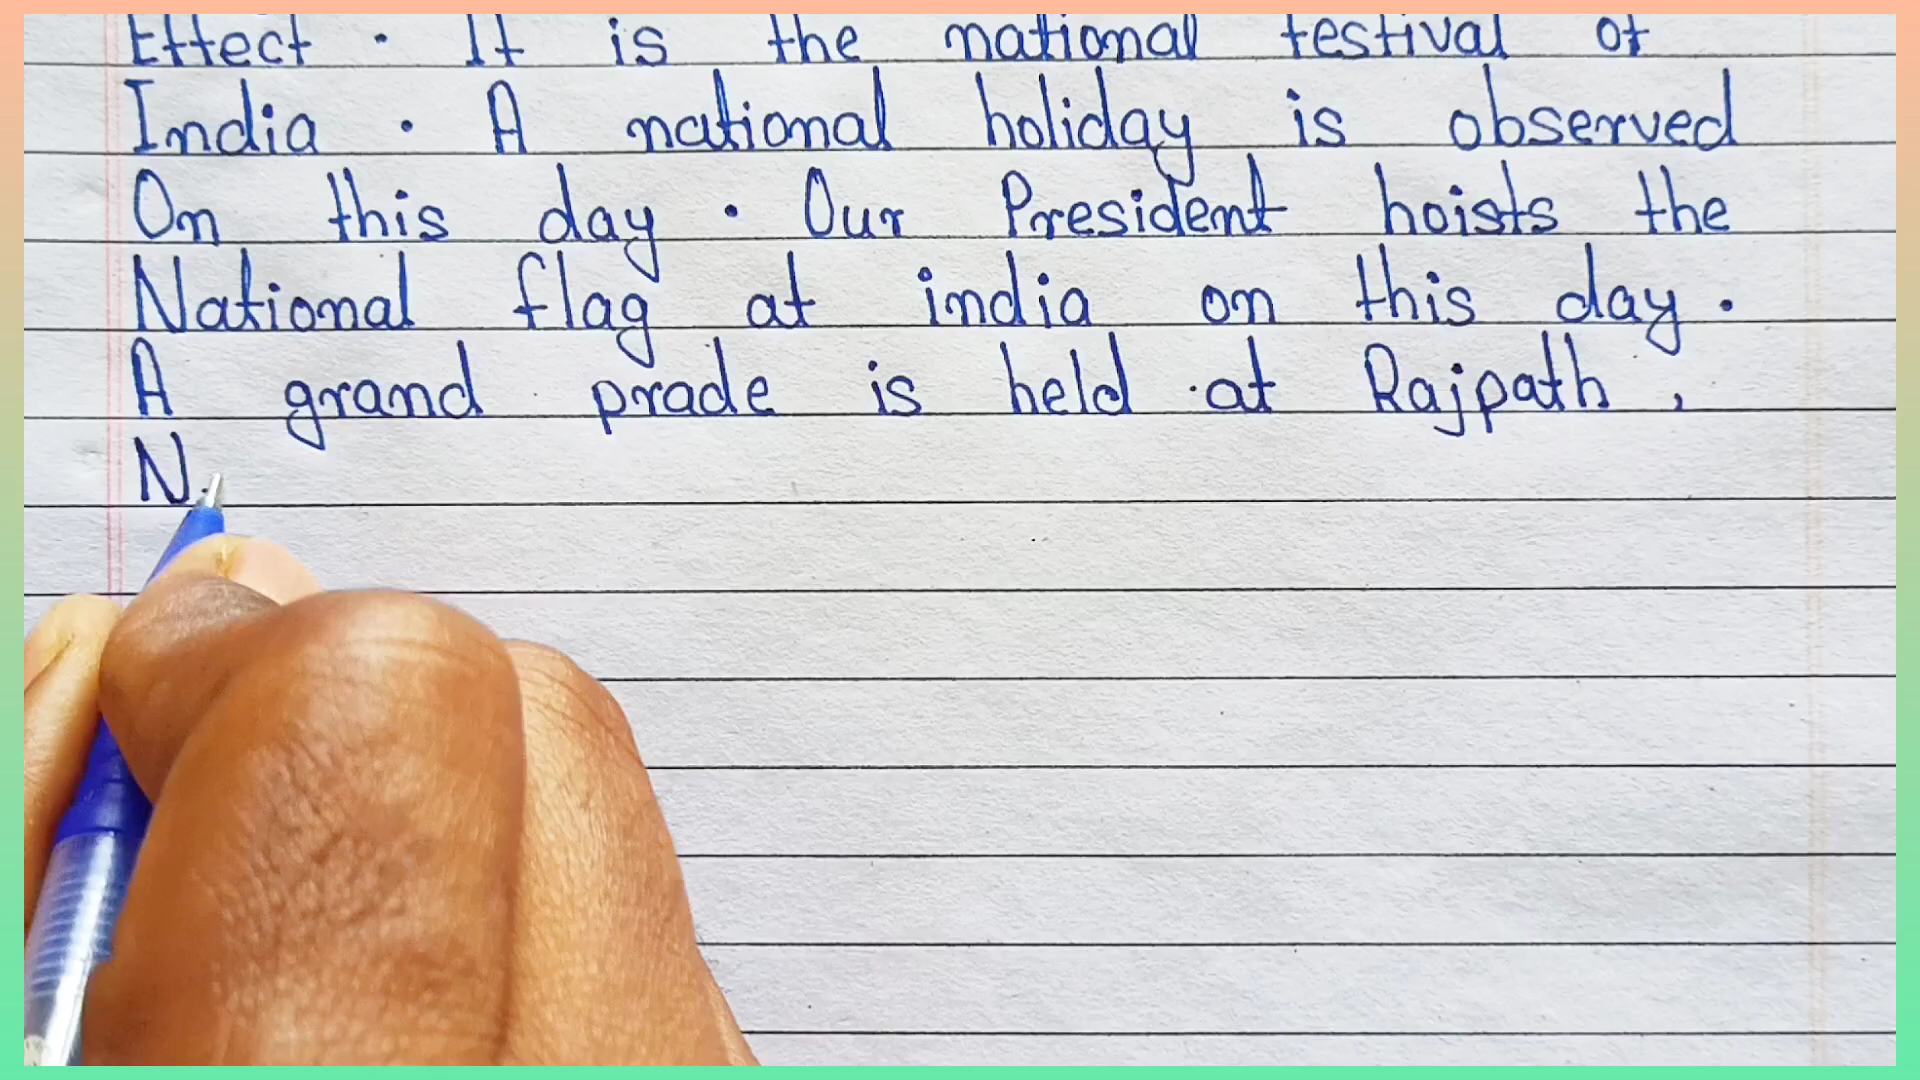 Effect . It is the national festival of
India . A national holiday is observed
On this day . Our President hoists the
National flag at india on this day .
A grand prade is held at Rajpath ,
N